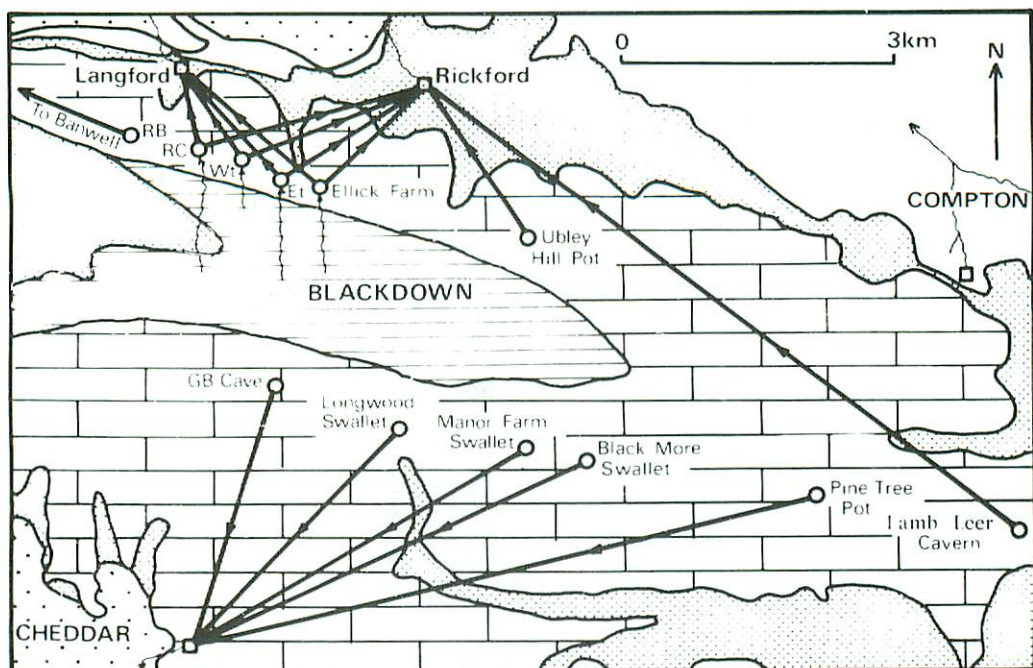 0
3km
N
Langford
Rickford
To Banwell
RB
RC
Wt
Et
Ellick Farm
COMPTON
Ubley
Hill Pot
BLACKDOWN
GB Cave
Longwood
Swallet
Manor Farm
Swallet
Black More
Swallet
Pine Tree
Pot
Lamb Leer
Cavern
CHEDDAR